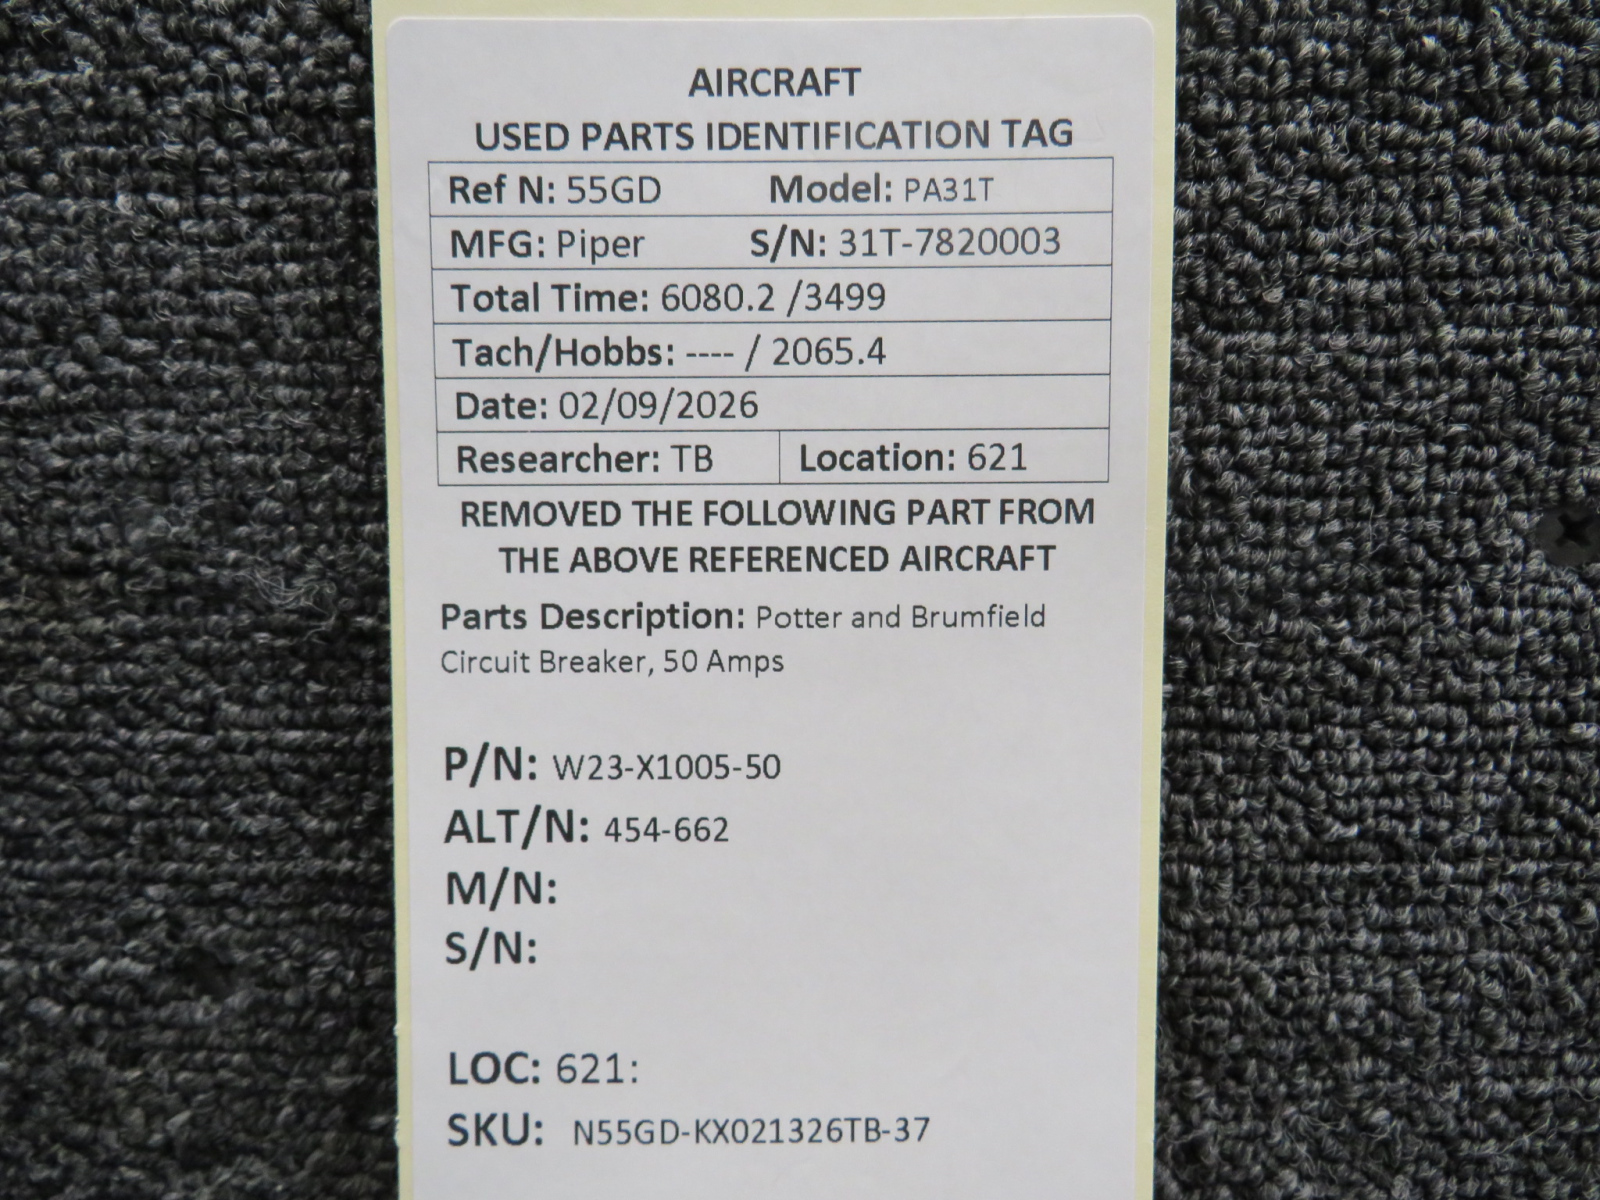 AIRCRAFT
USED PARTS IDENTIFICATION TAG
Ref N: 55GD Model: PA31T
MFG: Piper S/N: 31T-7820003
Total Time: 6080.2 /3499
Tach/Hobbs: ---- / 2065.4
Date: 02/09/2026
Researcher: TB Location: 621
REMOVED THE FOLLOWING PART FROM
THE ABOVE REFERENCED AIRCRAFT
Parts Description: Potter and Brumfield
Circuit Breaker, 50 Amps
P/N: W23-X1005-50
ALT/N: 454-662
M/N:
S/N:
LOC: 621:
SKU: N55GD-KX021326TB-37